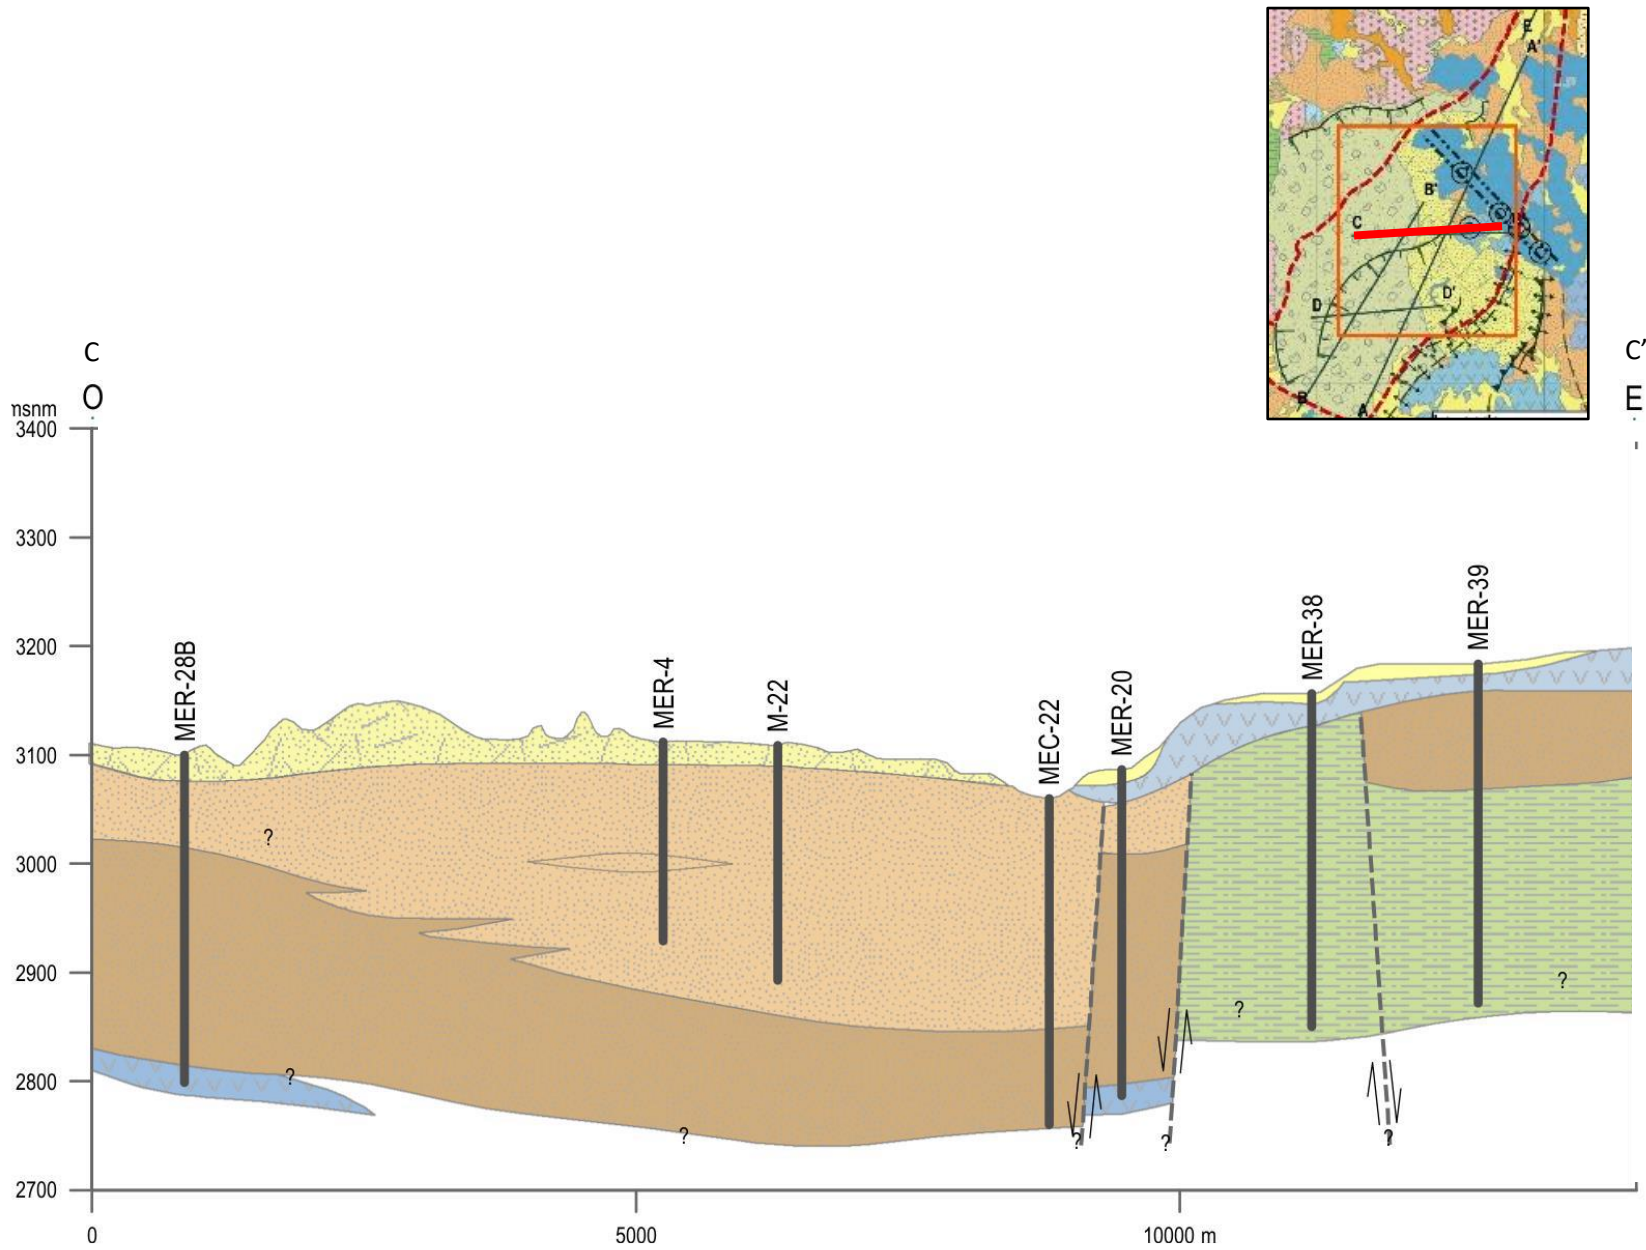 E
A'
B'
C
D'
D
B
A
C
C’
O
E
msnm
3400
3300
3200
3100
3000
2900
2800
2700
MER-28B
MER-4
M-22
MEC-22
MER-20
MER-38
MER-39
?
?
?
?
?
?
?
?
0
5000
10000 m